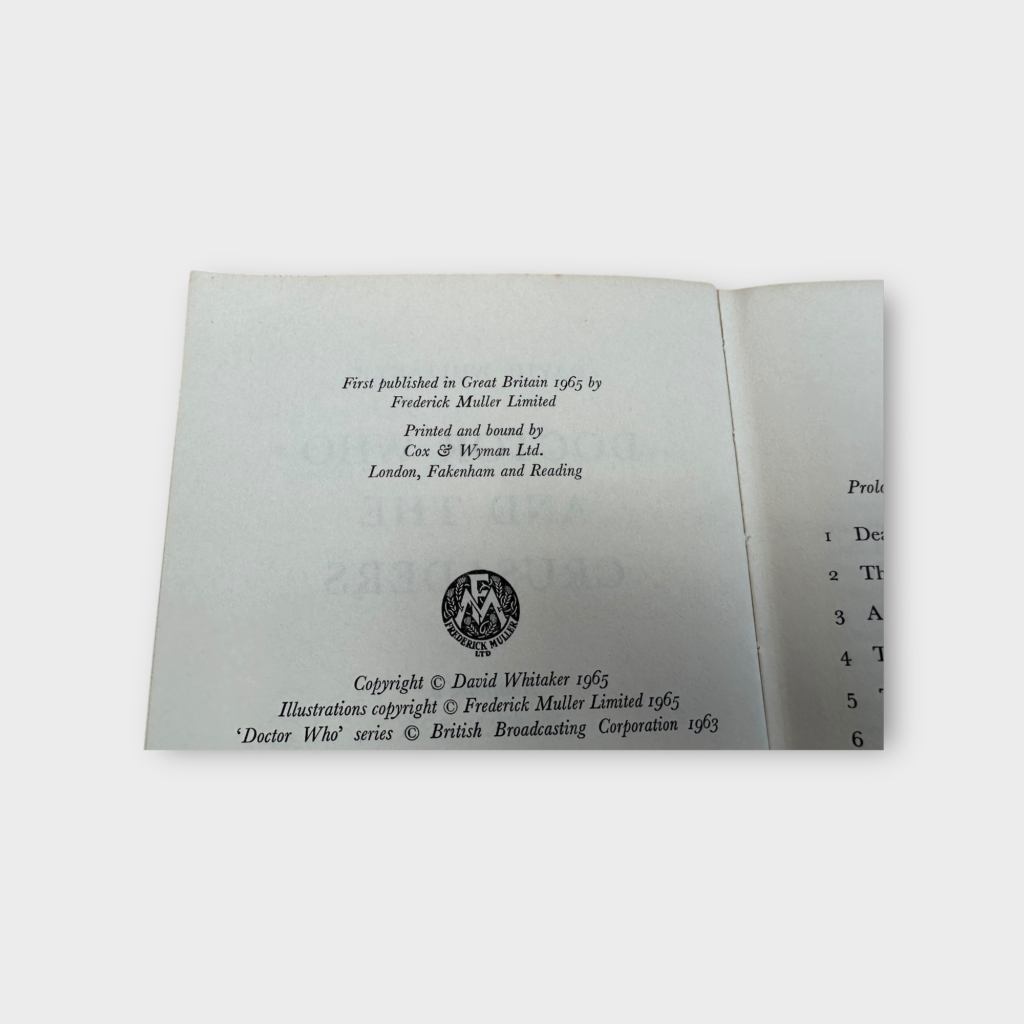 First published in Great Britain 1965 by
Frederick Muller Limited
Printed and bound by
Cox & Wyman Ltd.
London, Fakenham and Reading
FM
FREDERICK MULLER
LTD
Copyright © David Whitaker 1965
Illustrations copyright © Frederick Muller Limited 1965
‘Doctor Who’ series © British Broadcasting Corporation 1963
1
2
3 A
4
5
6